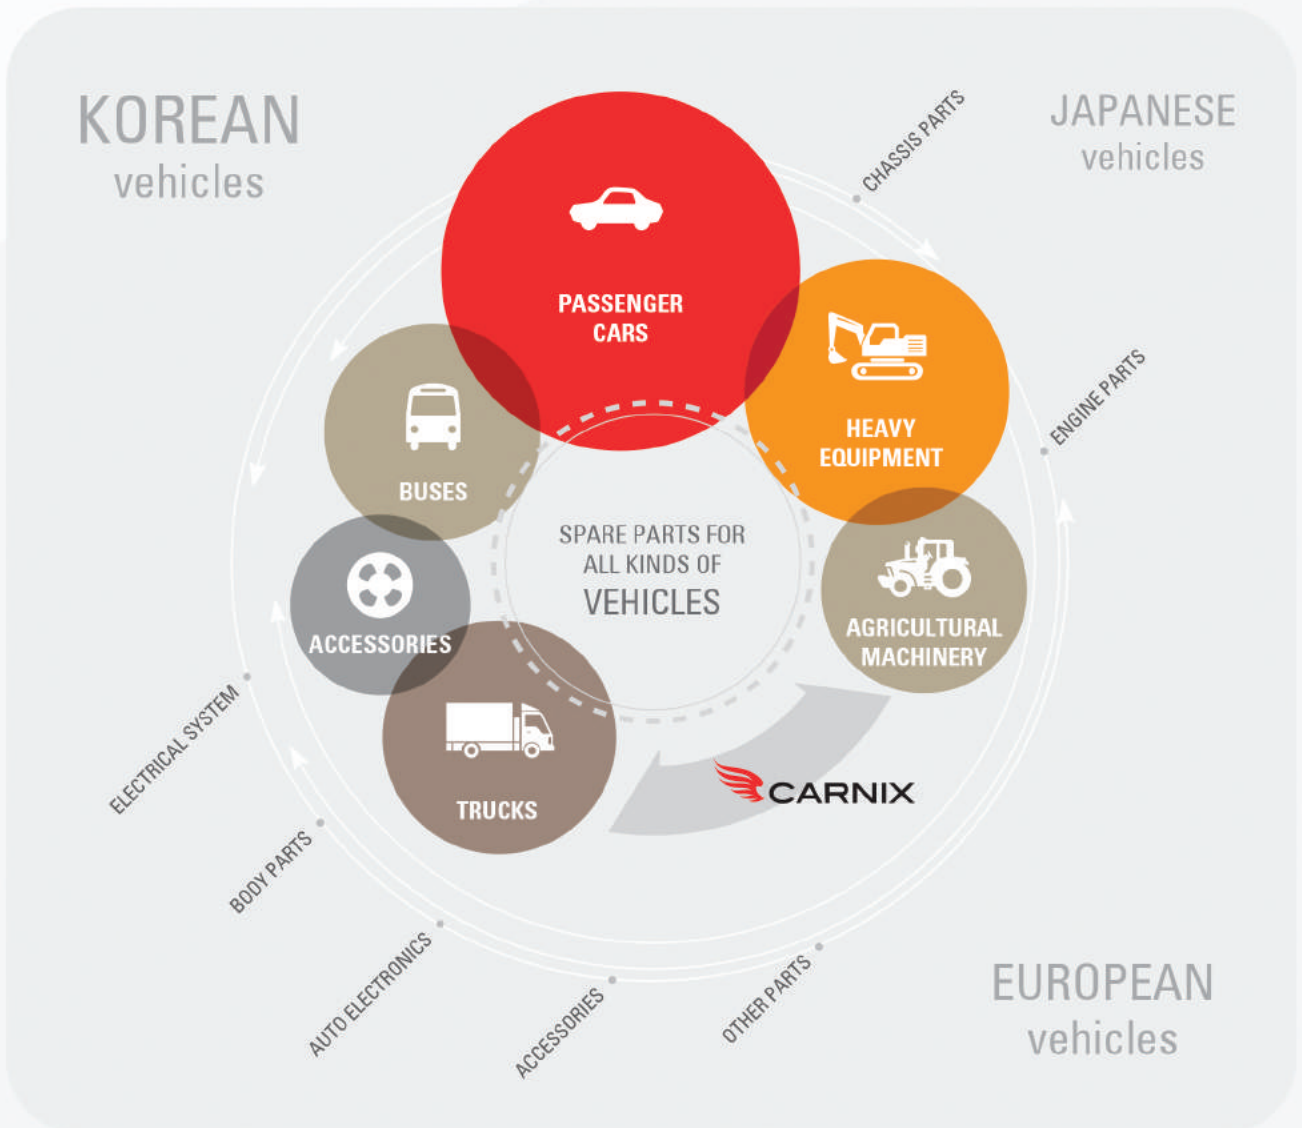 KOREAN
vehicles
JAPANESE
vehicles
CHASSIS PARTS
PASSENGER
CARS
HEAVY
EQUIPMENT
ENGINE PARTS
BUSES
SPARE PARTS FOR
ALL KINDS OF
VEHICLES
ACCESSORIES
AGRICULTURAL
MACHINERY
ELECTRICAL SYSTEM
TRUCKS
CARNIX
BODY PARTS
AUTO ELECTRONICS
ACCESSORIES
OTHER PARTS
EUROPEAN
vehicles